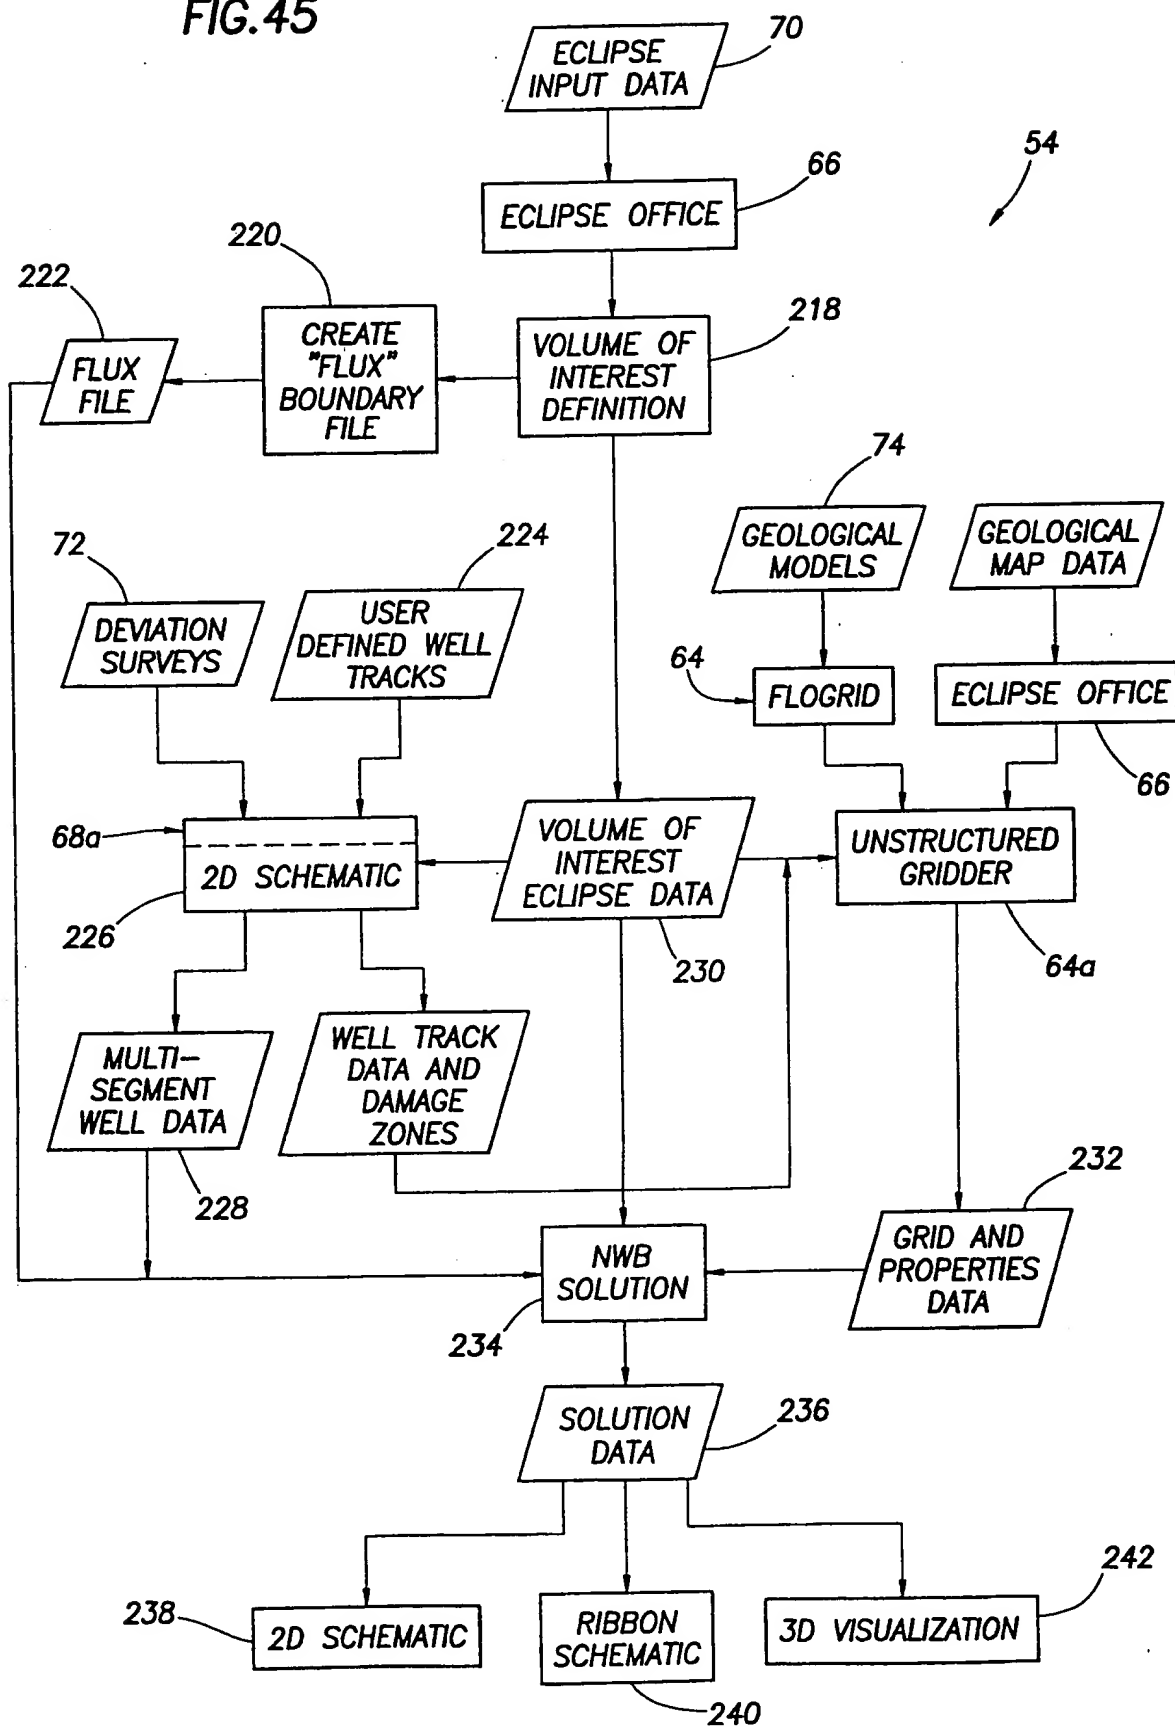 FIG.45
ECLIPSE
INPUT DATA
70
54
ECLIPSE OFFICE
66
220
222
FLUX
FILE
CREATE
"FLUX"
BOUNDARY
FILE
VOLUME OF
INTEREST
DEFINITION
218
74
GEOLOGICAL
MODELS
GEOLOGICAL
MAP DATA
72
DEVIATION
SURVEYS
224
USER
DEFINED WELL
TRACKS
64
FLOGRID
ECLIPSE OFFICE
66
68a
2D SCHEMATIC
226
VOLUME OF
INTEREST
ECLIPSE DATA
230
UNSTRUCTURED
GRIDDER
64a
MULTI-
SEGMENT
WELL DATA
228
WELL TRACK
DATA AND
DAMAGE
ZONES
232
GRID AND
PROPERTIES
DATA
NWB
SOLUTION
234
SOLUTION
DATA
236
238
2D SCHEMATIC
RIBBON
SCHEMATIC
240
3D VISUALIZATION
242